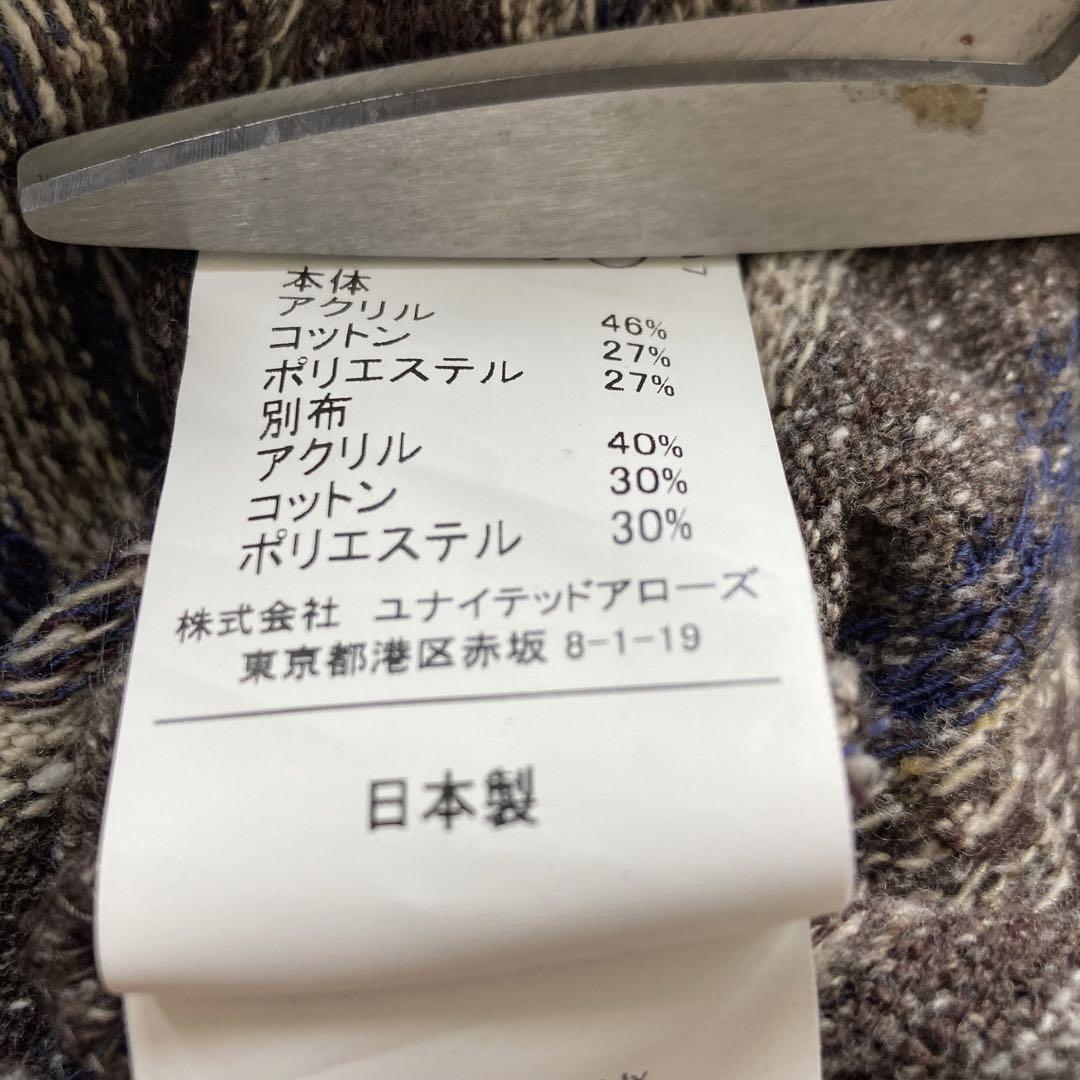 本体
アクリル 46%
コットン 27%
ポリエステル 27%
別布
アクリル 40%
コットン 30%
ポリエステル 30%
株式会社 ユナイテッドアローズ
東京都港区赤坂 8-1-19
日本製